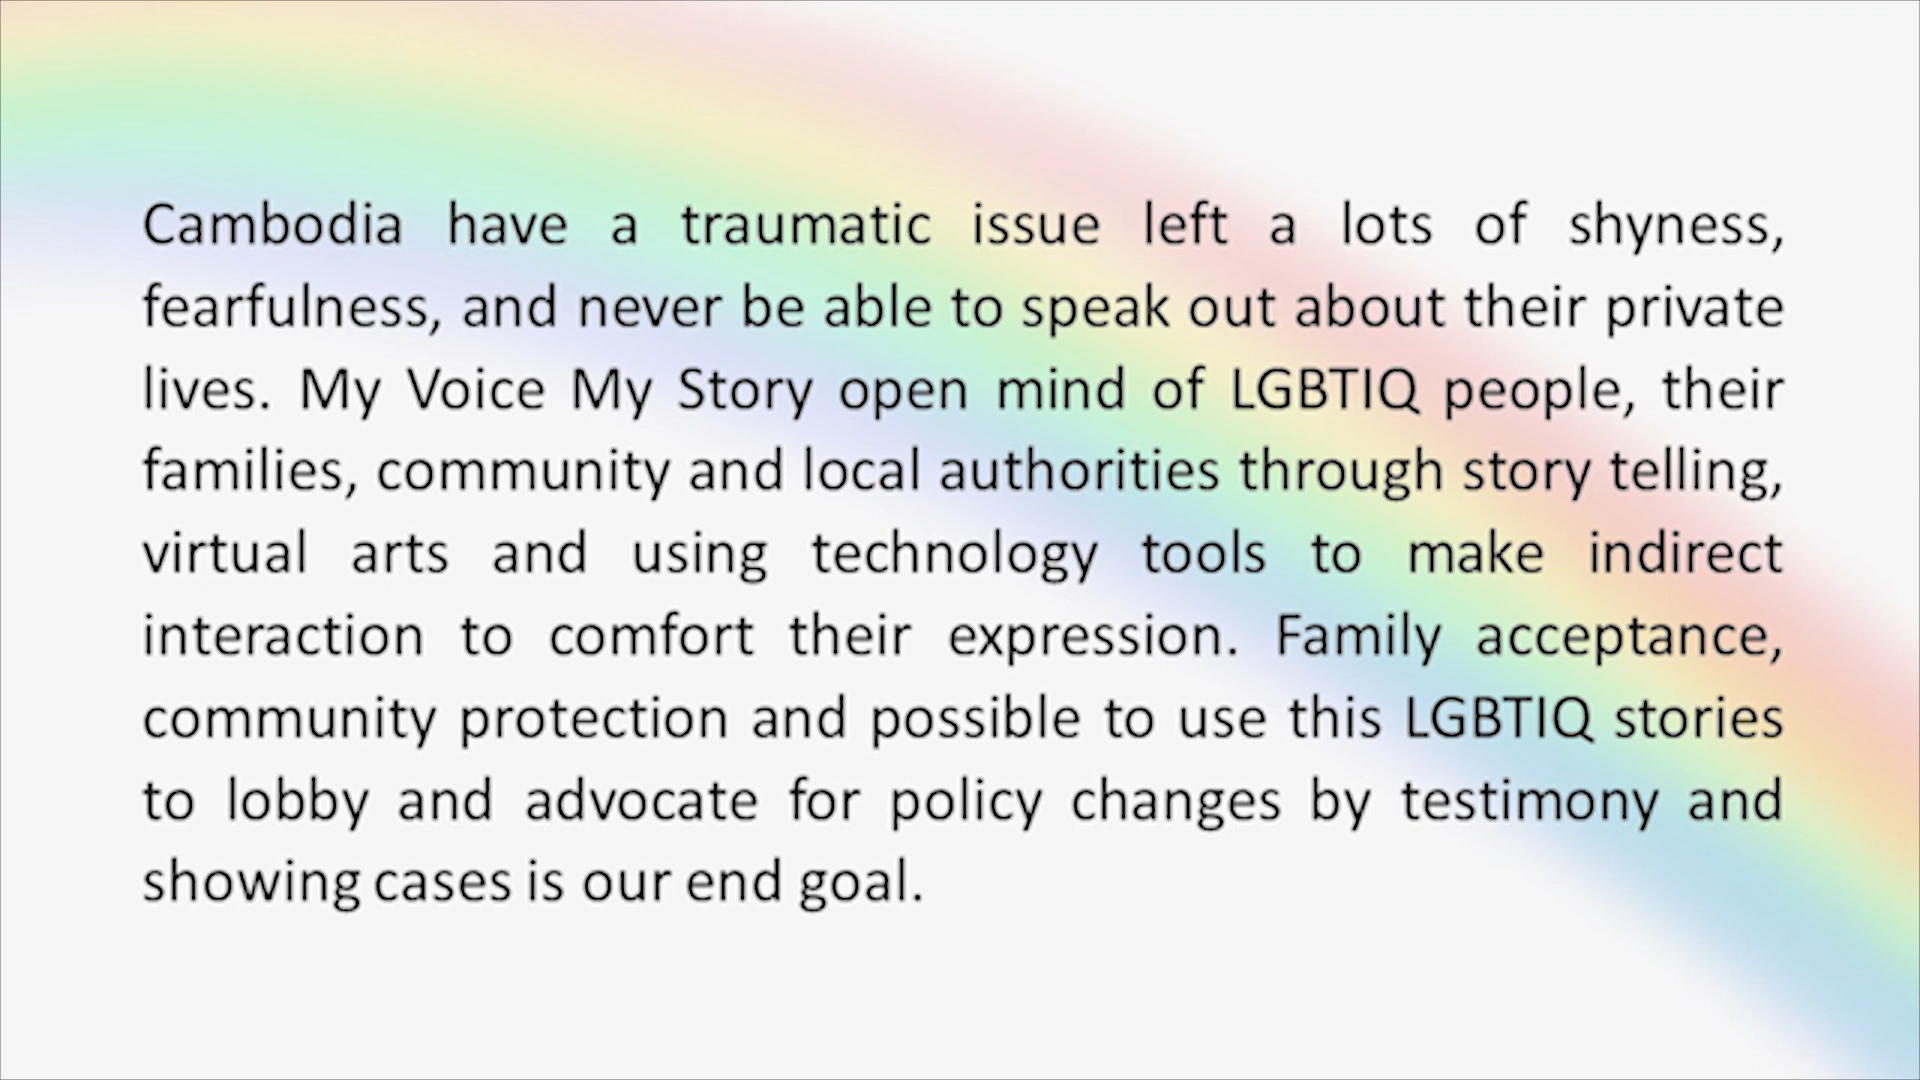 Cambodia have a traumatic issue left a lots of shyness,
fearfulness, and never be able to speak out about their private
lives. My Voice My Story open mind of LGBTIQ people, their
families, community and local authorities through story telling,
virtual arts and using technology tools to make indirect
interaction to comfort their expression. Family acceptance,
community protection and possible to use this LGBTIQ stories
to lobby and advocate for policy changes by testimony and
showing cases is our end goal.